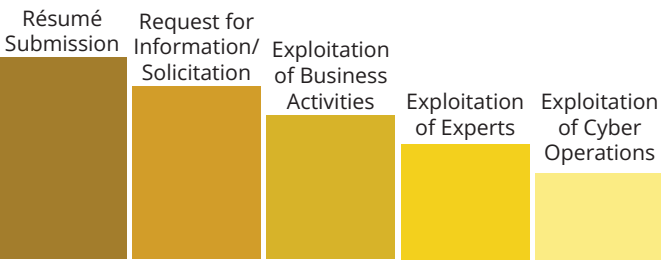 Résumé
Submission
Request for
Information/
Solicitation
Exploitation
of Business
Activities
Exploitation
of Experts
Exploitation
of Cyber
Operations